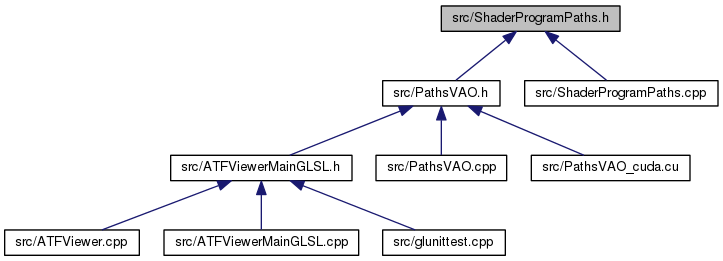 src/ShaderProgramPaths.h
src/PathsVAO.h
src/ShaderProgramPaths.cpp
src/ATFViewerMainGLSL.h
src/PathsVAO.cpp
src/PathsVAO_cuda.cu
src/ATFViewer.cpp
src/ATFViewerMainGLSL.cpp
src/glunittest.cpp